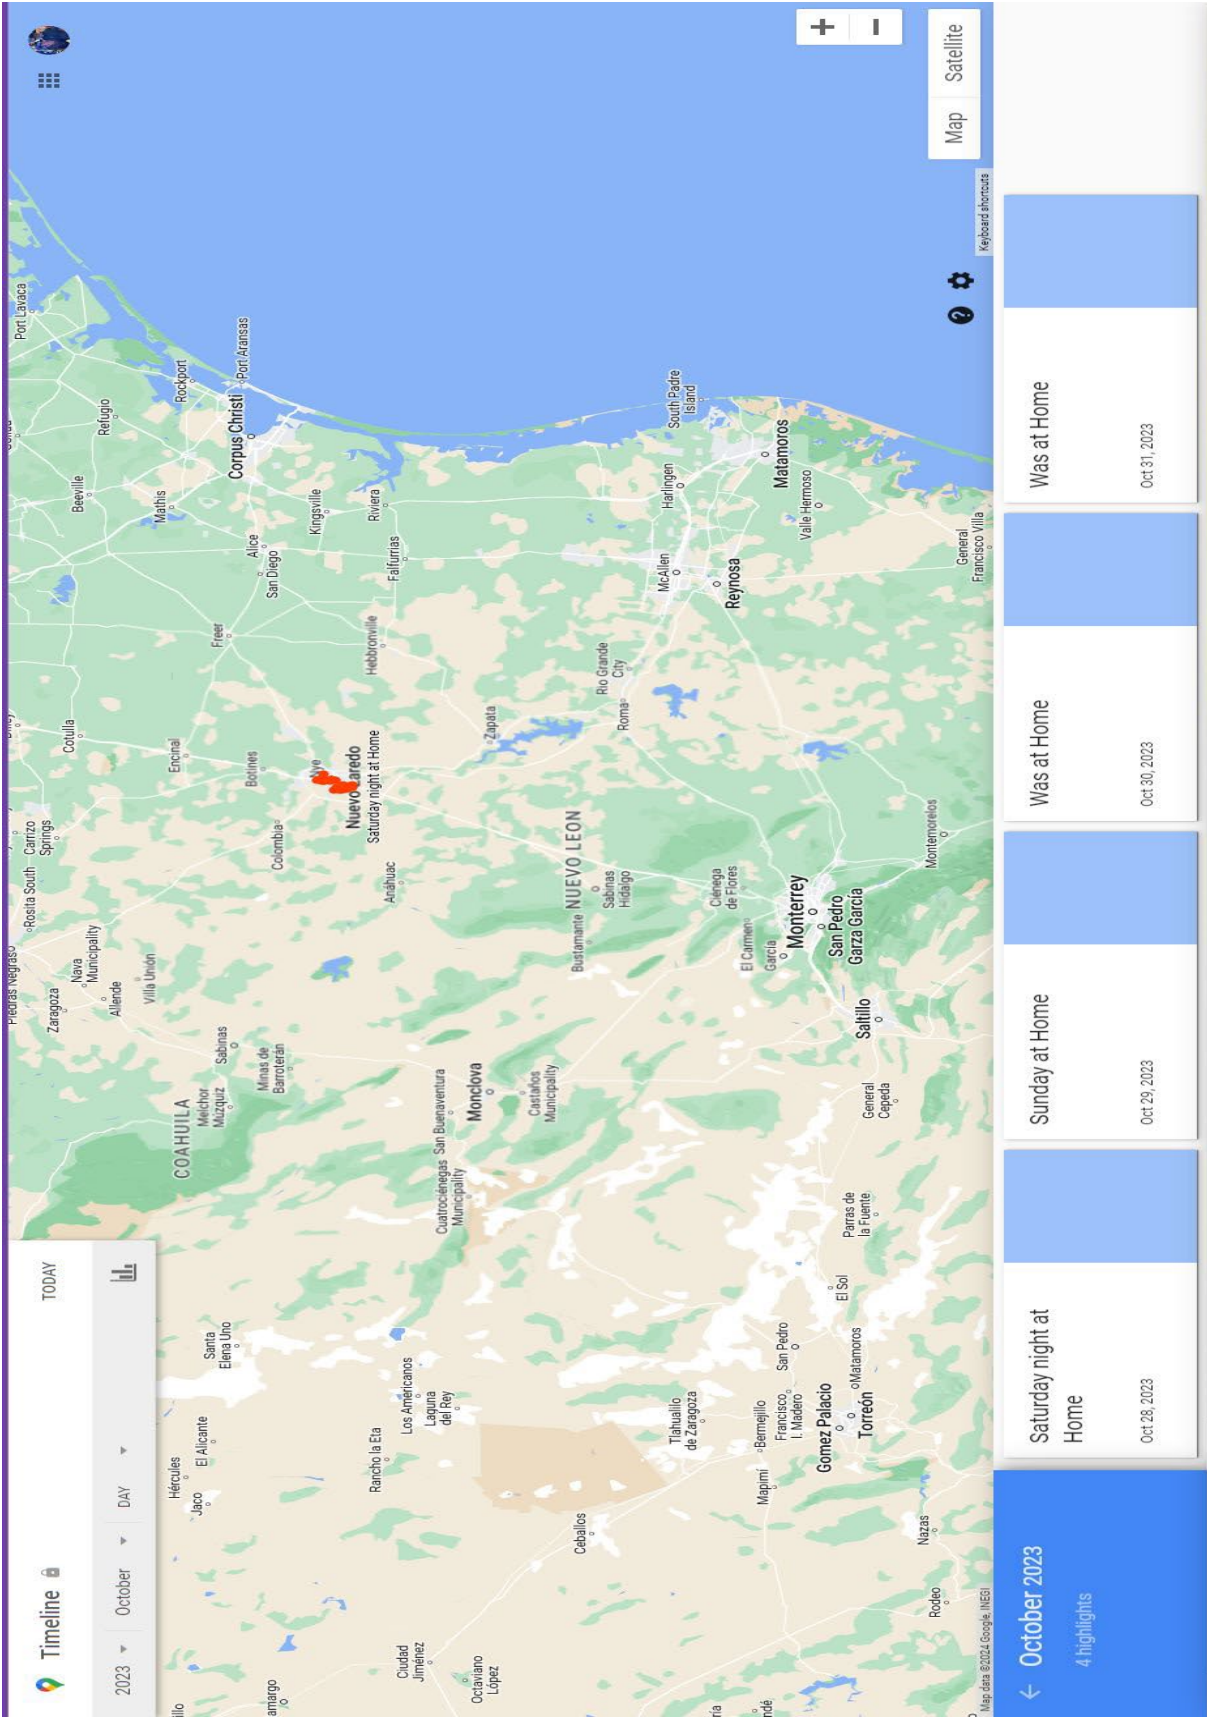 Timeline
TODAY
2023
October
DAY
Santa
Elena Uno
Hércules
Jaco
El Alicante
Rancho la Eta
Los Americanos
Laguna
del Rey
Ciudad
Jiménez
Octaviano
López
Ceballos
Tlahualilo
de Zaragoza
Mapimí
Bermejillo
Francisco
I. Madero
San Pedro
Gomez Palacio
Torreón
Matamoros
El Sol
Nazas
Rodeo
Parras de
la Fuente
General
Cepeda
Saltillo
COAHUILA
Melchor
Múzquiz
Sabinas
Minas de
Barroterán
Cuatrociénegas
Municipality
San Buenaventura
Monclova
Castaños
Municipality
Piedras Negras
Zaragoza
Nava
Municipality
Allende
Villa Unión
Rosita South
Carrizo
Springs
Cotulla
Encinal
Botines
Colombia
Nye
Nuevo Laredo
Saturday night at Home
Anáhuac
Bustamante
NUEVO LEON
Sabinas
Hidalgo
Ciénega
de Flores
El Carmen
García
Monterrey
San Pedro
Garza García
Montemorelos
Zapata
Roma
Rio Grande
City
Hebbronville
Freer
Beeville
Refugio
Port Lavaca
Rockport
Port Aransas
Mathis
Corpus Christi
Alice
San Diego
Kingsville
Riviera
Falfurrias
McAllen
Harlingen
South Padre
Island
Reynosa
Matamoros
Valle Hermoso
General
Francisco Villa
Map
Satellite
Keyboard shortcuts
Map data ©2024 Google, INEGI
October 2023
4 highlights
Saturday night at
Home
Oct 28, 2023
Sunday at Home
Oct 29, 2023
Was at Home
Oct 30, 2023
Was at Home
Oct 31, 2023